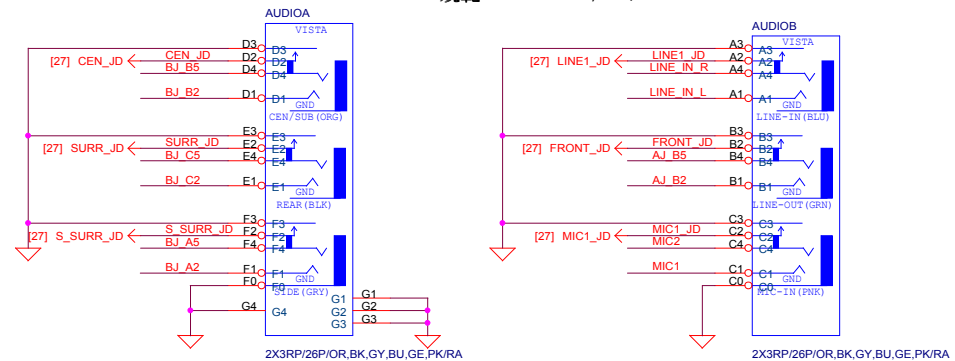 AUDIOA
VISTA
D3 D3
[27] CEN_JD CEN_JD D2 D2
BJ_B5 D4 D4
BJ_B2 D1 D1
GND
CEN/SUB(ORG)
E3 E3
[27] SURR_JD SURR_JD E2 E2
BJ_C5 E4 E4
BJ_C2 E1 E1
GND
REAR(BLK)
F3 F3
[27] S_SURR_JD S_SURR_JD F2 F2
BJ_A5 F4 F4
BJ_A2 F1 F1
GND
F0 F0
SIDE(GRY)
G1 G1
G4 G4 G2 G2
G3 G3
2X3RP/26P/OR,BK,GY,BU,GE,PK/RA
AUDIOB
VISTA
A3 A3
[27] LINE1_JD LINE1_JD A2 A2
LINE_IN_R A4 A4
LINE_IN_L A1 A1
GND
LINE-IN(BLU)
B3 B3
[27] FRONT_JD FRONT_JD B2 B2
AJ_B5 B4 B4
AJ_B2 B1 B1
GND
LINE-OUT(GRN)
C3 C3
[27] MIC1_JD MIC1_JD C2 C2
MIC2 C4 C4
MIC1 C1 C1
GND
C0 C0
MIC-IN(PNK)
2X3RP/26P/OR,BK,GY,BU,GE,PK/RA